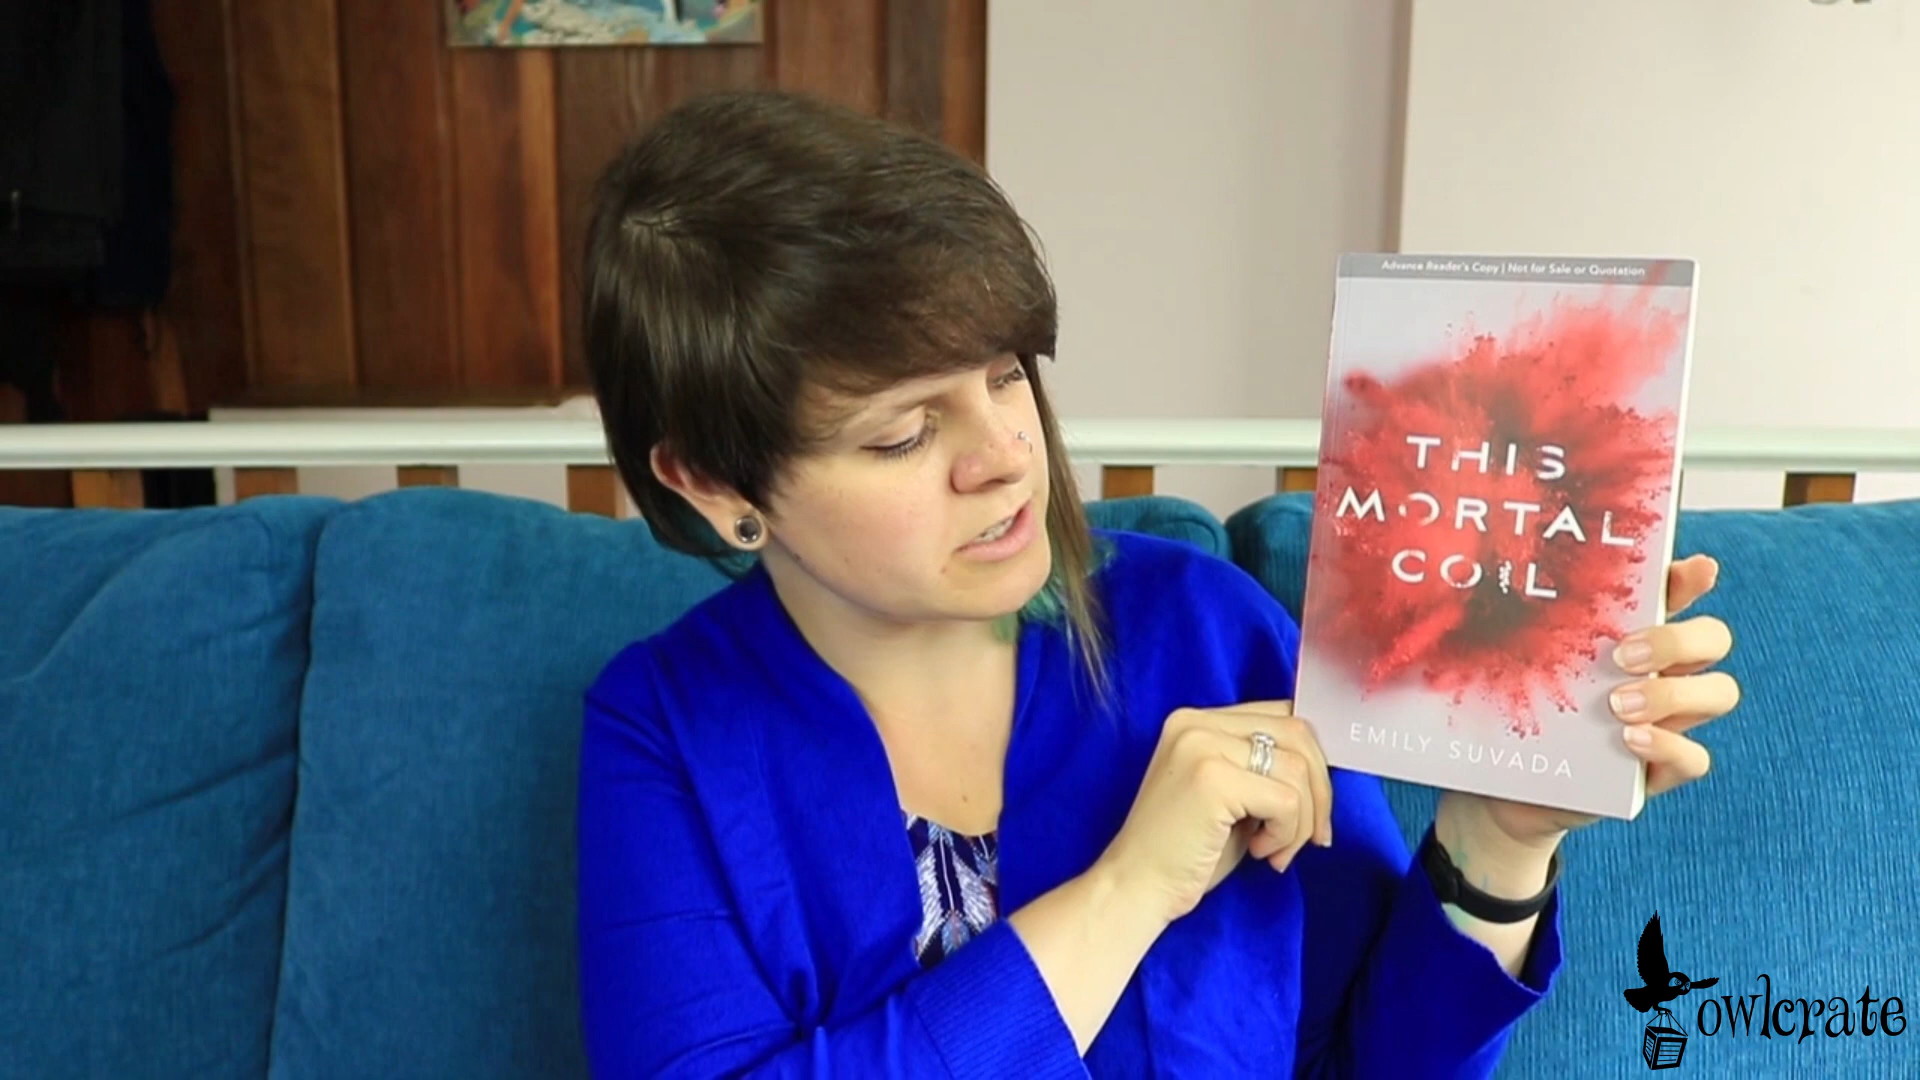 Advance Reader's Copy | Not for Sale or Quotation
THIS
MORTAL
COIL
EMILY SUVADA
owlcrate